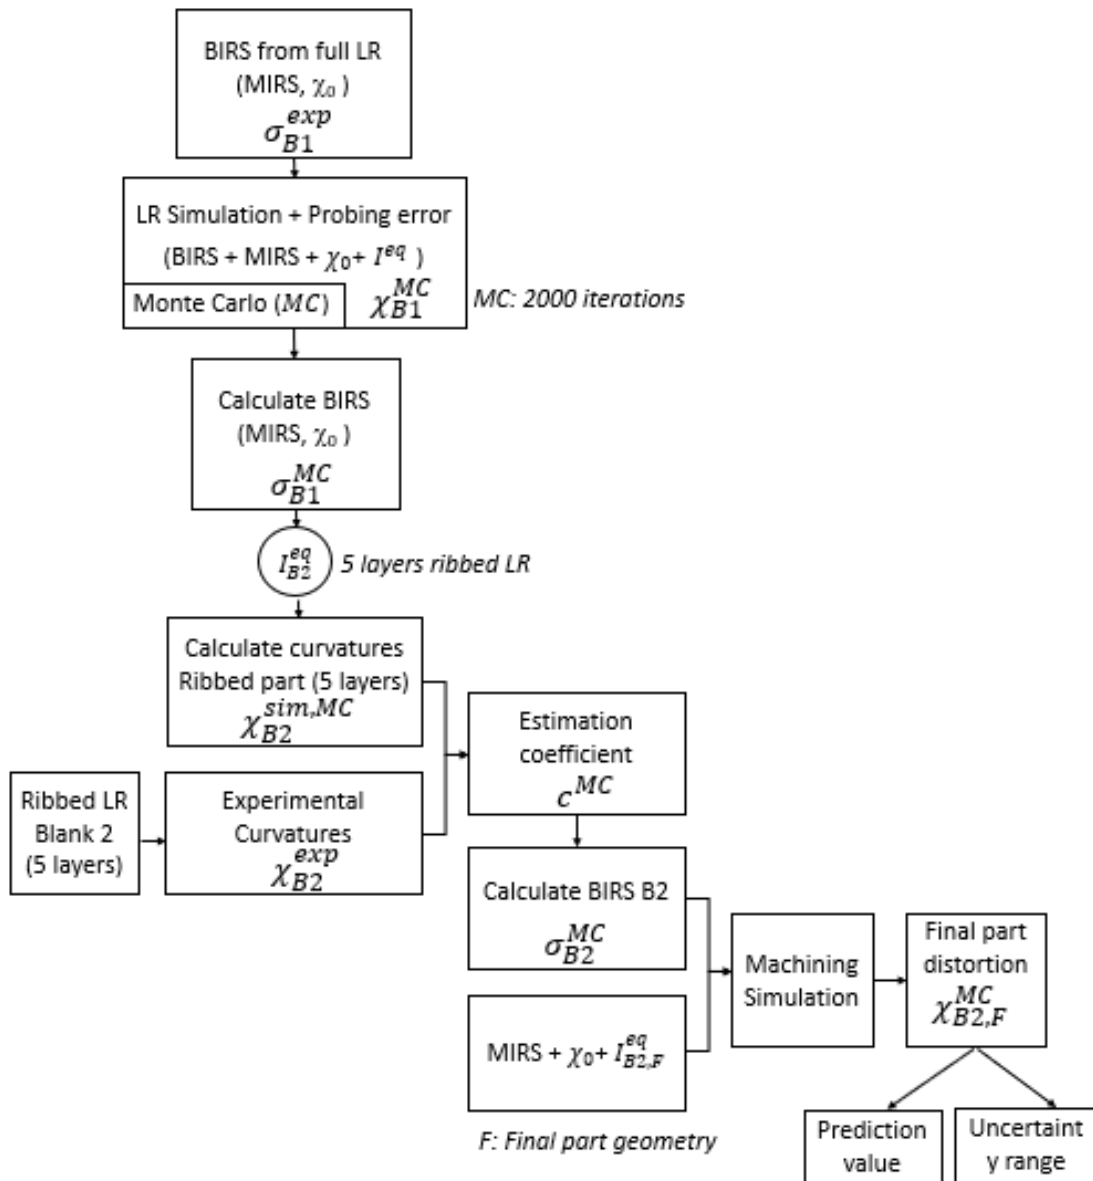 BIRS from full LR
(MIRS, χ₀ )
σ_{B1}^{exp}
LR Simulation + Probing error
(BIRS + MIRS + χ₀+ I^{eq} )
Monte Carlo (MC)
χ_{B1}^{MC}
MC: 2000 iterations
Calculate BIRS
(MIRS, χ₀ )
σ_{B1}^{MC}
I_{B2}^{eq}
5 layers ribbed LR
Calculate curvatures
Ribbed part (5 layers)
χ_{B2}^{sim,MC}
Ribbed LR
Blank 2
(5 layers)
Experimental
Curvatures
χ_{B2}^{exp}
Estimation
coefficient
c^{MC}
Calculate BIRS B2
σ_{B2}^{MC}
MIRS + χ₀+ I_{B2,F}^{eq}
F: Final part geometry
Machining
Simulation
Final part
distortion
χ_{B2,F}^{MC}
Prediction
value
Uncertaint
y range